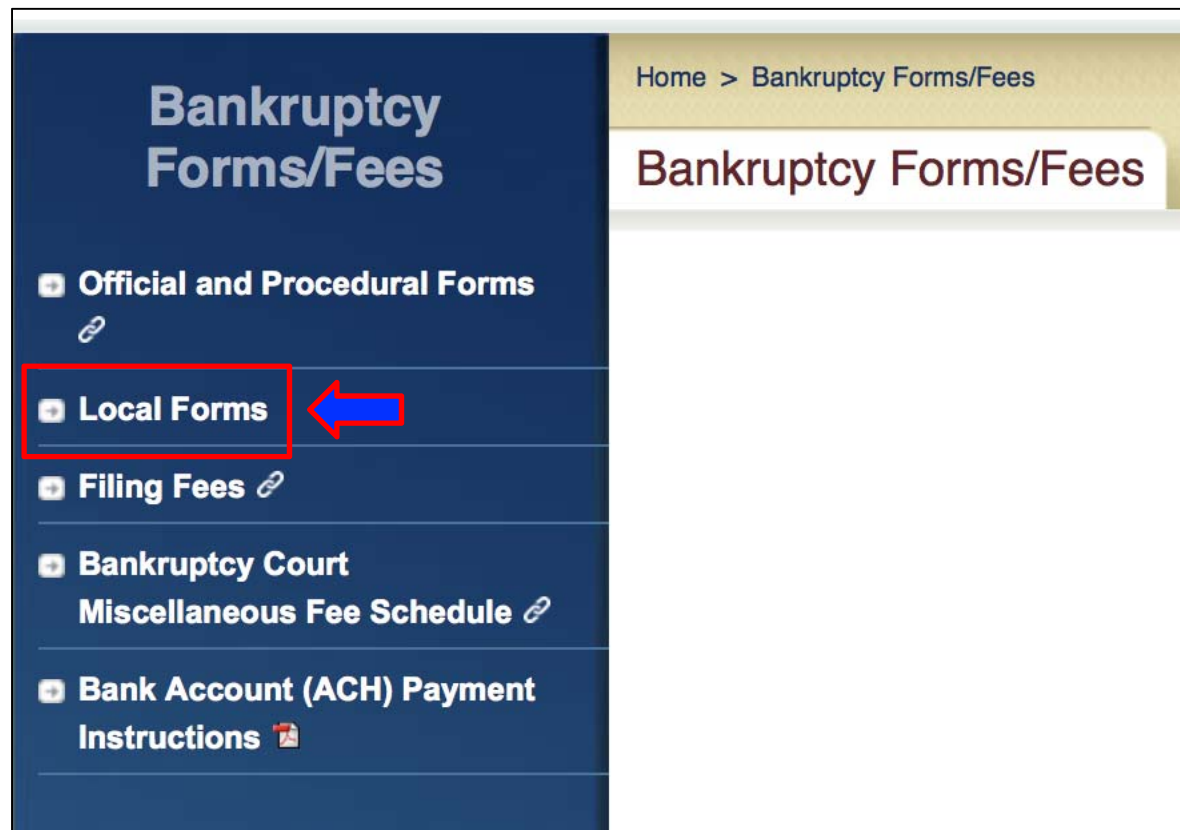 Bankruptcy
Forms/Fees
Official and Procedural Forms
Local Forms
Filing Fees
Bankruptcy Court
Miscellaneous Fee Schedule
Bank Account (ACH) Payment
Instructions
Home > Bankruptcy Forms/Fees
Bankruptcy Forms/Fees